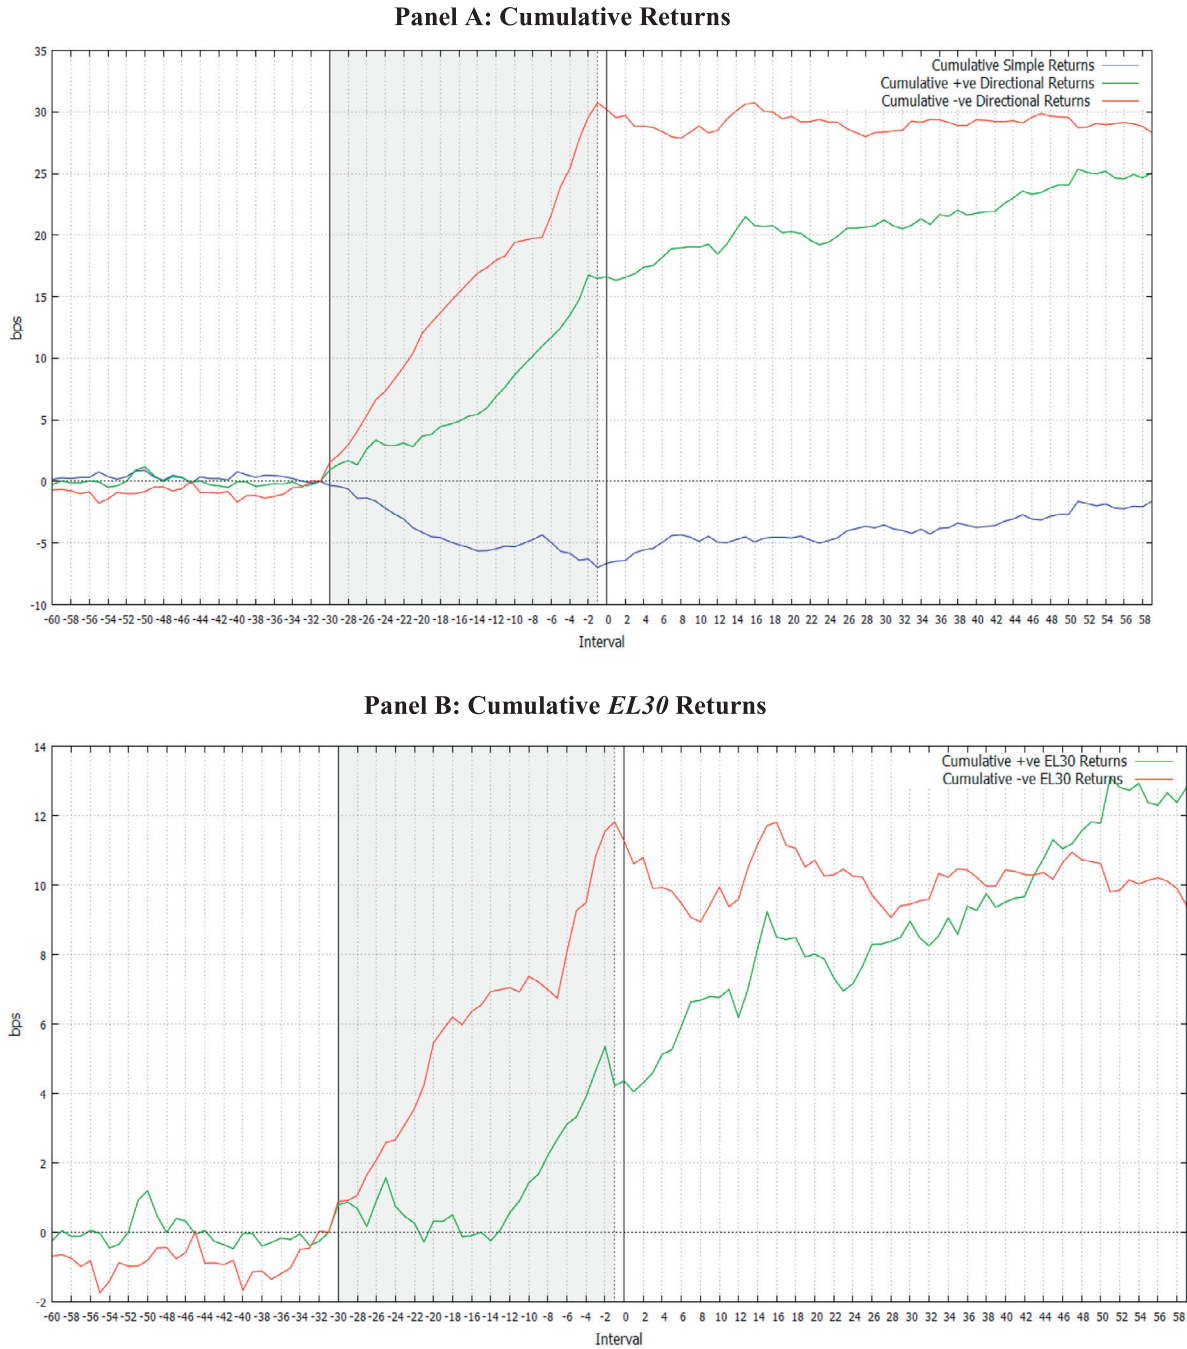 Panel A: Cumulative Returns
35
30
25
20
15
10
5
0
-5
-10
bps
Cumulative Simple Returns
Cumulative +ve Directional Returns
Cumulative -ve Directional Returns
-60 -58 -56 -54 -52 -50 -48 -46 -44 -42 -40 -38 -36 -34 -32 -30 -28 -26 -24 -22 -20 -18 -16 -14 -12 -10 -8 -6 -4 -2 0 2 4 6 8 10 12 14 16 18 20 22 24 26 28 30 32 34 36 38 40 42 44 46 48 50 52 54 56 58
Interval
Panel B: Cumulative EL30 Returns
14
12
10
8
6
4
2
0
-2
bps
Cumulative +ve EL30 Returns
Cumulative -ve EL30 Returns
-60 -58 -56 -54 -52 -50 -48 -46 -44 -42 -40 -38 -36 -34 -32 -30 -28 -26 -24 -22 -20 -18 -16 -14 -12 -10 -8 -6 -4 -2 0 2 4 6 8 10 12 14 16 18 20 22 24 26 28 30 32 34 36 38 40 42 44 46 48 50 52 54 56 58
Interval